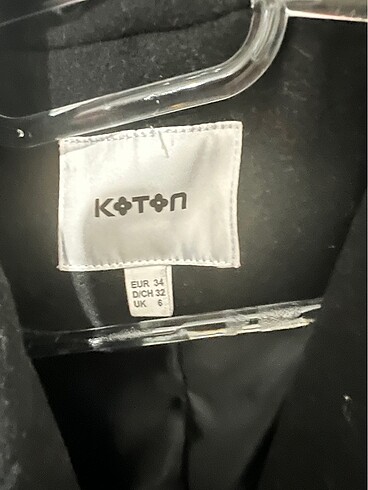 KOTON
EUR 34
D/CH 32
UK 6